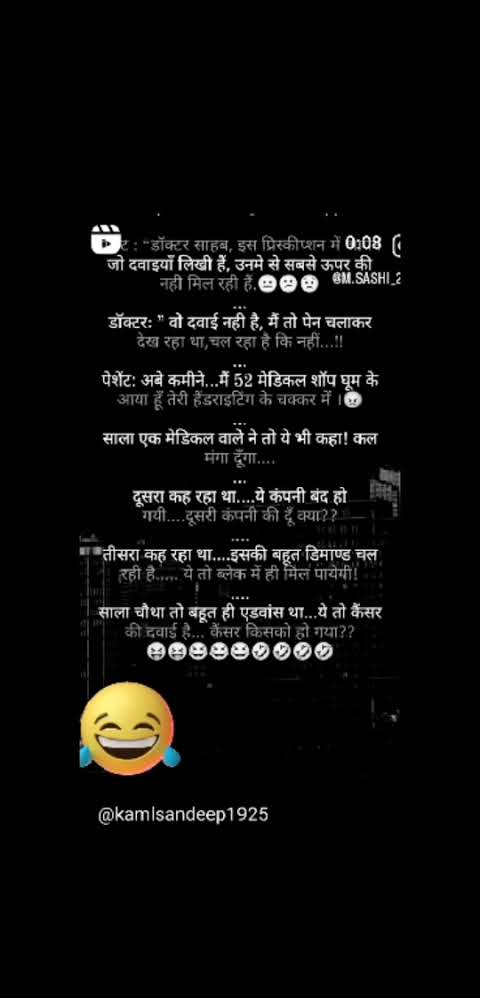 ट : "डॉक्टर साहब, इस प्रिस्कीप्शन में
0:08
जो दवाइयाँ लिखी हैं, उनमे से सबसे ऊपर की
नही मिल रही हैं.😐😕😟
@M.SASHI_2
...
डॉक्टर: " वो दवाई नही है, मैं तो पेन चलाकर
देख रहा था,चल रहा है कि नहीं...!!
...
पेशेंट: अबे कमीने...मैं 52 मेडिकल शॉप घूम के
आया हूँ तेरी हैंडराइटिंग के चक्कर में ।😡
...
साला एक मेडिकल वाले ने तो ये भी कहा! कल
मंगा दूँगा....
...
दूसरा कह रहा था....ये कंपनी बंद हो
गयी....दूसरी कंपनी की दूँ क्या??
....
तीसरा कह रहा था....इसकी बहूत डिमाण्ड चल
रही है..... ये तो ब्लेक में ही मिल पायेगी!
....
साला चौथा तो बहूत ही एडवांस था...ये तो कैंसर
की दवाई है... कैंसर किसको हो गया??
😝😝😆😆😆🤣🤣🤣🤣
@kamlsandeep1925